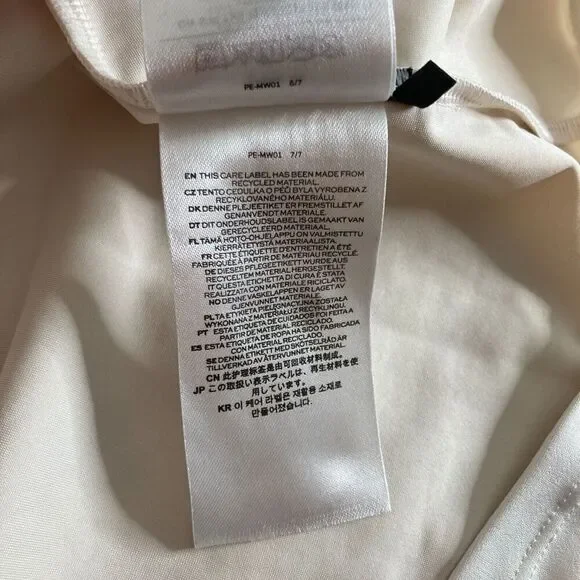 PE-MW01 6/7
PE-MW01 7/7
EN THIS CARE LABEL HAS BEEN MADE FROM
RECYCLED MATERIAL.
CZ TENTO CEDULKA O PÉČI BYLA VYROBENA Z
RECYKLOVANÉHO MATERIÁLU.
DK DENNE PLEJEETIKET ER FREMSTILLET AF
GENANVENDT MATERIALE.
DT DIT ONDERHOUDSLABEL IS GEMAAKT VAN
GERECYCLEERD MATERIAAL.
FI TÄMÄ HOITO-OHJELAPPU ON VALMISTETTU
KIERRÄTETYSTÄ MATERIAALISTA.
FR CETTE ÉTIQUETTE D'ENTRETIEN A ÉTÉ
FABRIQUÉE À PARTIR DE MATÉRIAU RECYCLÉ.
DE DIESES PFLEGEETIKETT WURDE AUS
RECYCELTEM MATERIAL HERGESTELLT.
IT QUESTA ETICHETTA DI CURA È STATA
REALIZZATA CON MATERIALE RICICLATO.
NO DENNE VASKELAPPEN ER LAGET AV
GJENVUNNET MATERIALE.
PL TA ETYKIETA PIELĘGNACYJNA ZOSTAŁA
WYKONANA Z MATERIAŁU Z RECYKLINGU.
PT ESTA ETIQUETA DE CUIDADOS FOI FEITA A
PARTIR DE MATERIAL RECICLADO.
ES ESTA ETIQUETA DE ROPA HA SIDO FABRICADA
CON MATERIAL RECICLADO.
SE DENNA ETIKETT MED SKÖTSELRÅD ÄR
TILLVERKAD AV ÅTERVUNNET MATERIAL.
CN 此护理标签是由可回收材料制成。
JP この取り扱い表示ラベルは、再生材料を使
用しています。
KR 이 케어 라벨은 재활용 소재로
만들어졌습니다.